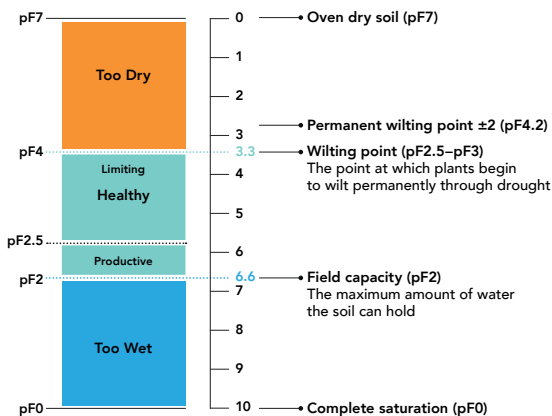 pF7
0
Oven dry soil (pF7)
Too Dry
1
2
3
Permanent wilting point ±2 (pF4.2)
pF4
3.3
Wilting point (pF2.5–pF3)
The point at which plants begin
to wilt permanently through drought
Limiting
4
Healthy
5
pF2.5
6
Productive
pF2
6.6
Field capacity (pF2)
The maximum amount of water
the soil can hold
7
8
Too Wet
9
pF0
10
Complete saturation (pF0)